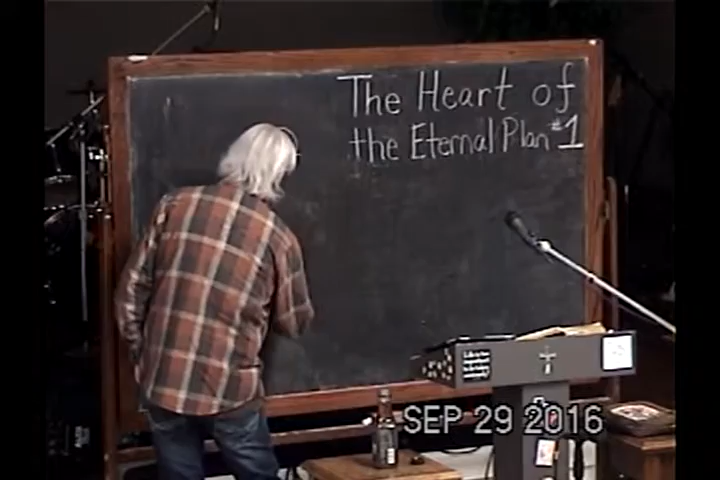 The Heart of
the Eternal Plan #1
SEP 29 2016